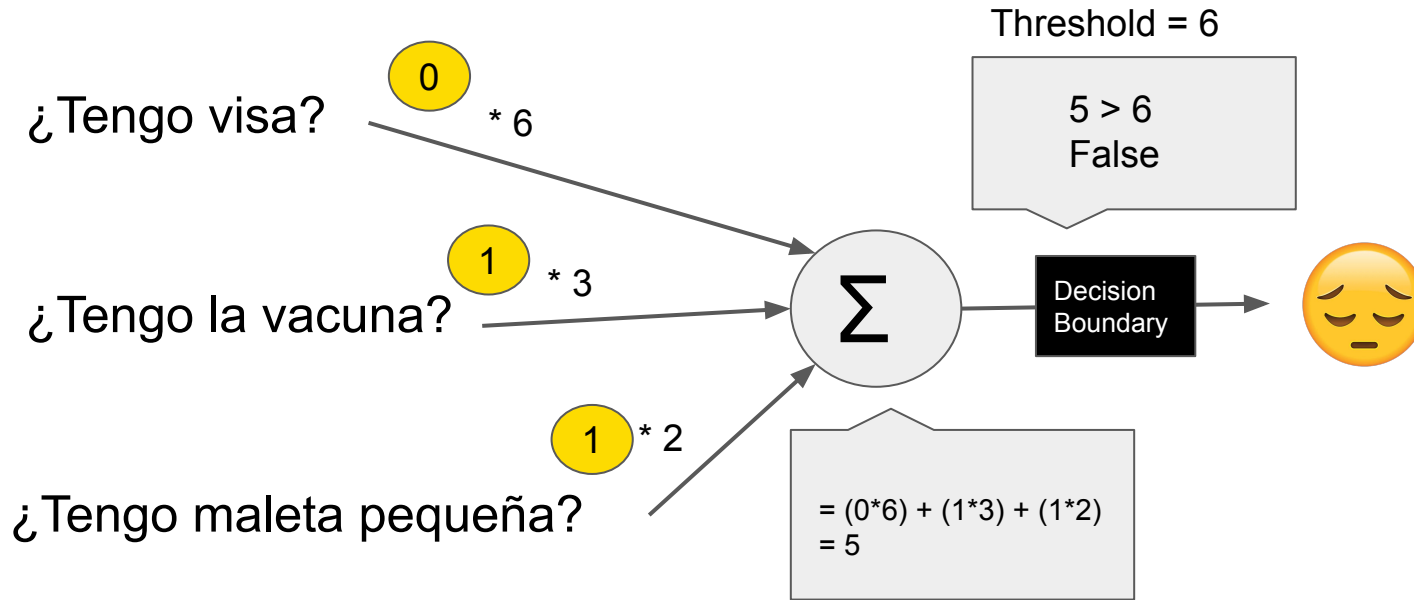 Threshold = 6
0
* 6
¿Tengo visa?
5 > 6
False
1
* 3
¿Tengo la vacuna?
Σ
Decision
Boundary
1
* 2
¿Tengo maleta pequeña?
= (0*6) + (1*3) + (1*2)
= 5